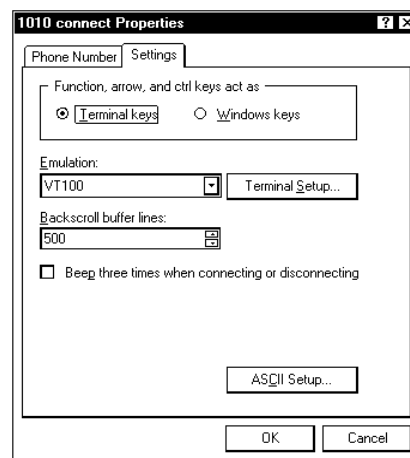 1010 connect Properties
Phone Number
Settings
Function, arrow, and ctrl keys act as
Terminal keys
Windows keys
Emulation:
VT100
Terminal Setup...
Backscroll buffer lines:
500
Beep three times when connecting or disconnecting
ASCII Setup...
OK
Cancel